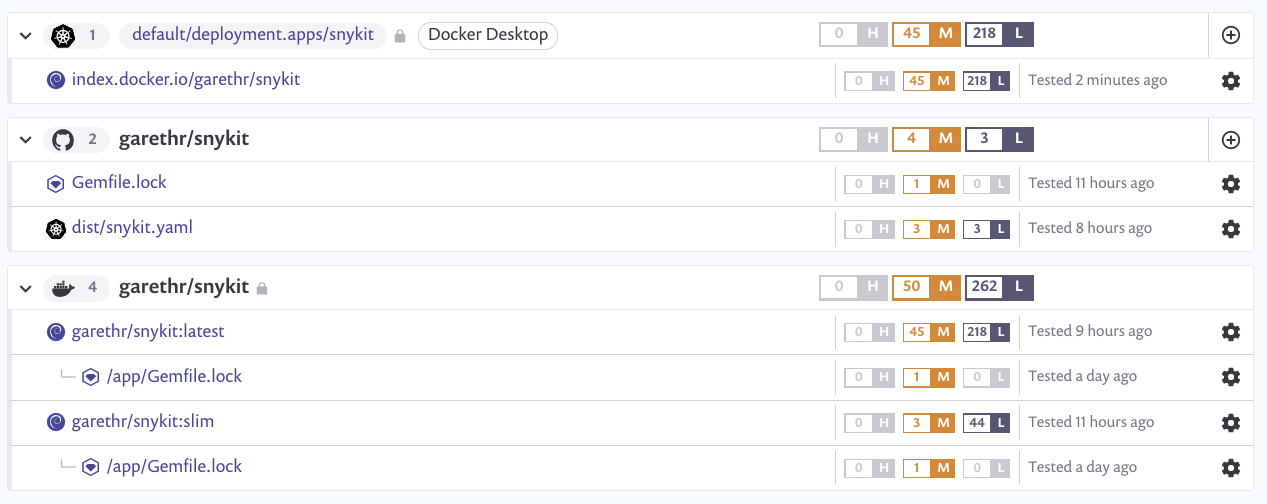 1 default/deployment.apps/snykit Docker Desktop 0 H 45 M 218 L
index.docker.io/garethr/snykit 0 H 45 M 218 L Tested 2 minutes ago
2 garethr/snykit 0 H 4 M 3 L
Gemfile.lock 0 H 1 M 0 L Tested 11 hours ago
dist/snykit.yaml 0 H 3 M 3 L Tested 8 hours ago
4 garethr/snykit 0 H 50 M 262 L
garethr/snykit:latest 0 H 45 M 218 L Tested 9 hours ago
/app/Gemfile.lock 0 H 1 M 0 L Tested a day ago
garethr/snykit:slim 0 H 3 M 44 L Tested 11 hours ago
/app/Gemfile.lock 0 H 1 M 0 L Tested a day ago